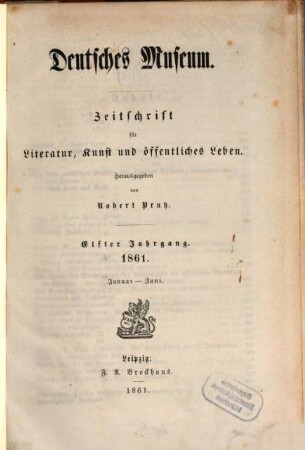 Deutsches Museum.
Zeitschrift
für
Literatur, Kunst und öffentliches Leben.
Herausgegeben
von
Robert Prutz.
Elfter Jahrgang.
1861.
Januar — Juni.
Leipzig:
F. A. Brockhaus.
1861.